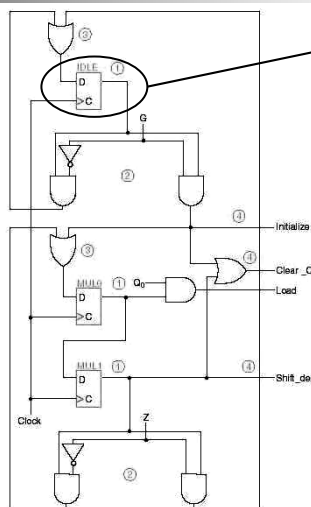 ③
IDLE ①
D
C
G
②
④
Initialize
③
④
Clear _C
MUL0 ① Q0
Load
D
C
MUL1 ① ④
D
Shift_de
C
Clock
Z
②